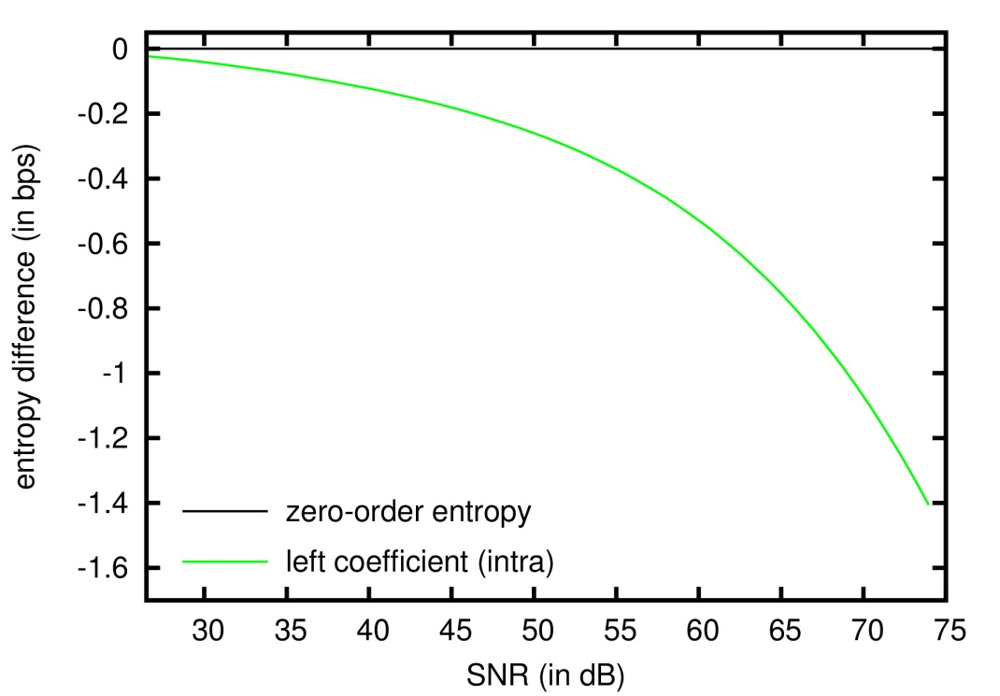 0
-0.2
-0.4
-0.6
-0.8
-1
-1.2
-1.4
-1.6
entropy difference (in bps)
zero-order entropy
left coefficient (intra)
30 35 40 45 50 55 60 65 70 75
SNR (in dB)